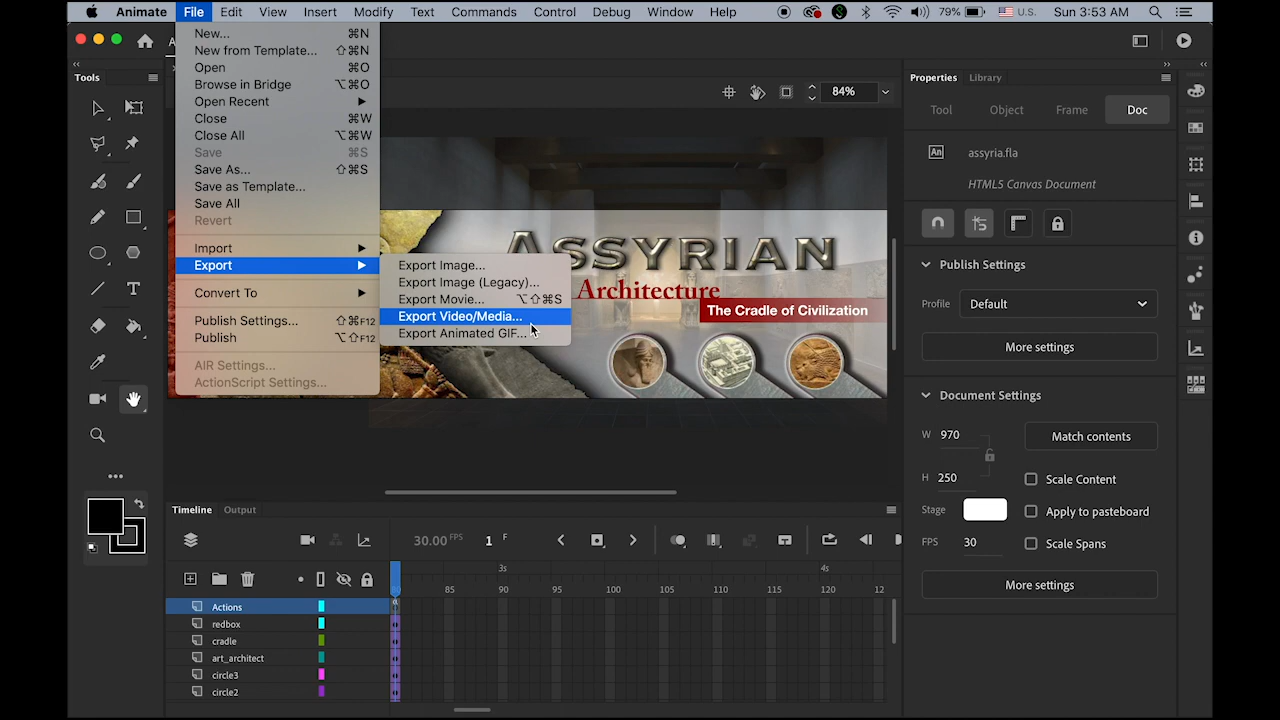 Animate File Edit View Insert Modify Text Commands Control Debug Window Help 79% U.S. Sun 3:53 AM
New... ⌘N
New from Template... ⇧⌘N
Open ⌘O
Browse in Bridge ⌥⌘O
Open Recent
Close ⌘W
Close All ⌥⌘W
Save ⌘S
Save As... ⇧⌘S
Save as Template...
Save All
Revert
Import
Export
Convert To
Publish Settings... ⇧⌘F12
Publish ⌥⇧F12
AIR Settings...
ActionScript Settings...
Export Image...
Export Image (Legacy)...
Export Movie... ⌥⇧⌘S
Export Video/Media...
Export Animated GIF...
Tools
84%
ASSYRIAN
Architecture
The Cradle of Civilization
Properties Library
Tool Object Frame Doc
An assyria.fla
HTML5 Canvas Document
Publish Settings
Profile Default
More settings
Document Settings
W 970 Match contents
H 250 Scale Content
Stage Apply to pasteboard
FPS 30 Scale Spans
More settings
Timeline Output
30.00 FPS 1 F
3s 4s
85 90 95 100 105 110 115 120 12
Actions
redbox
cradle
art_architect
circle3
circle2